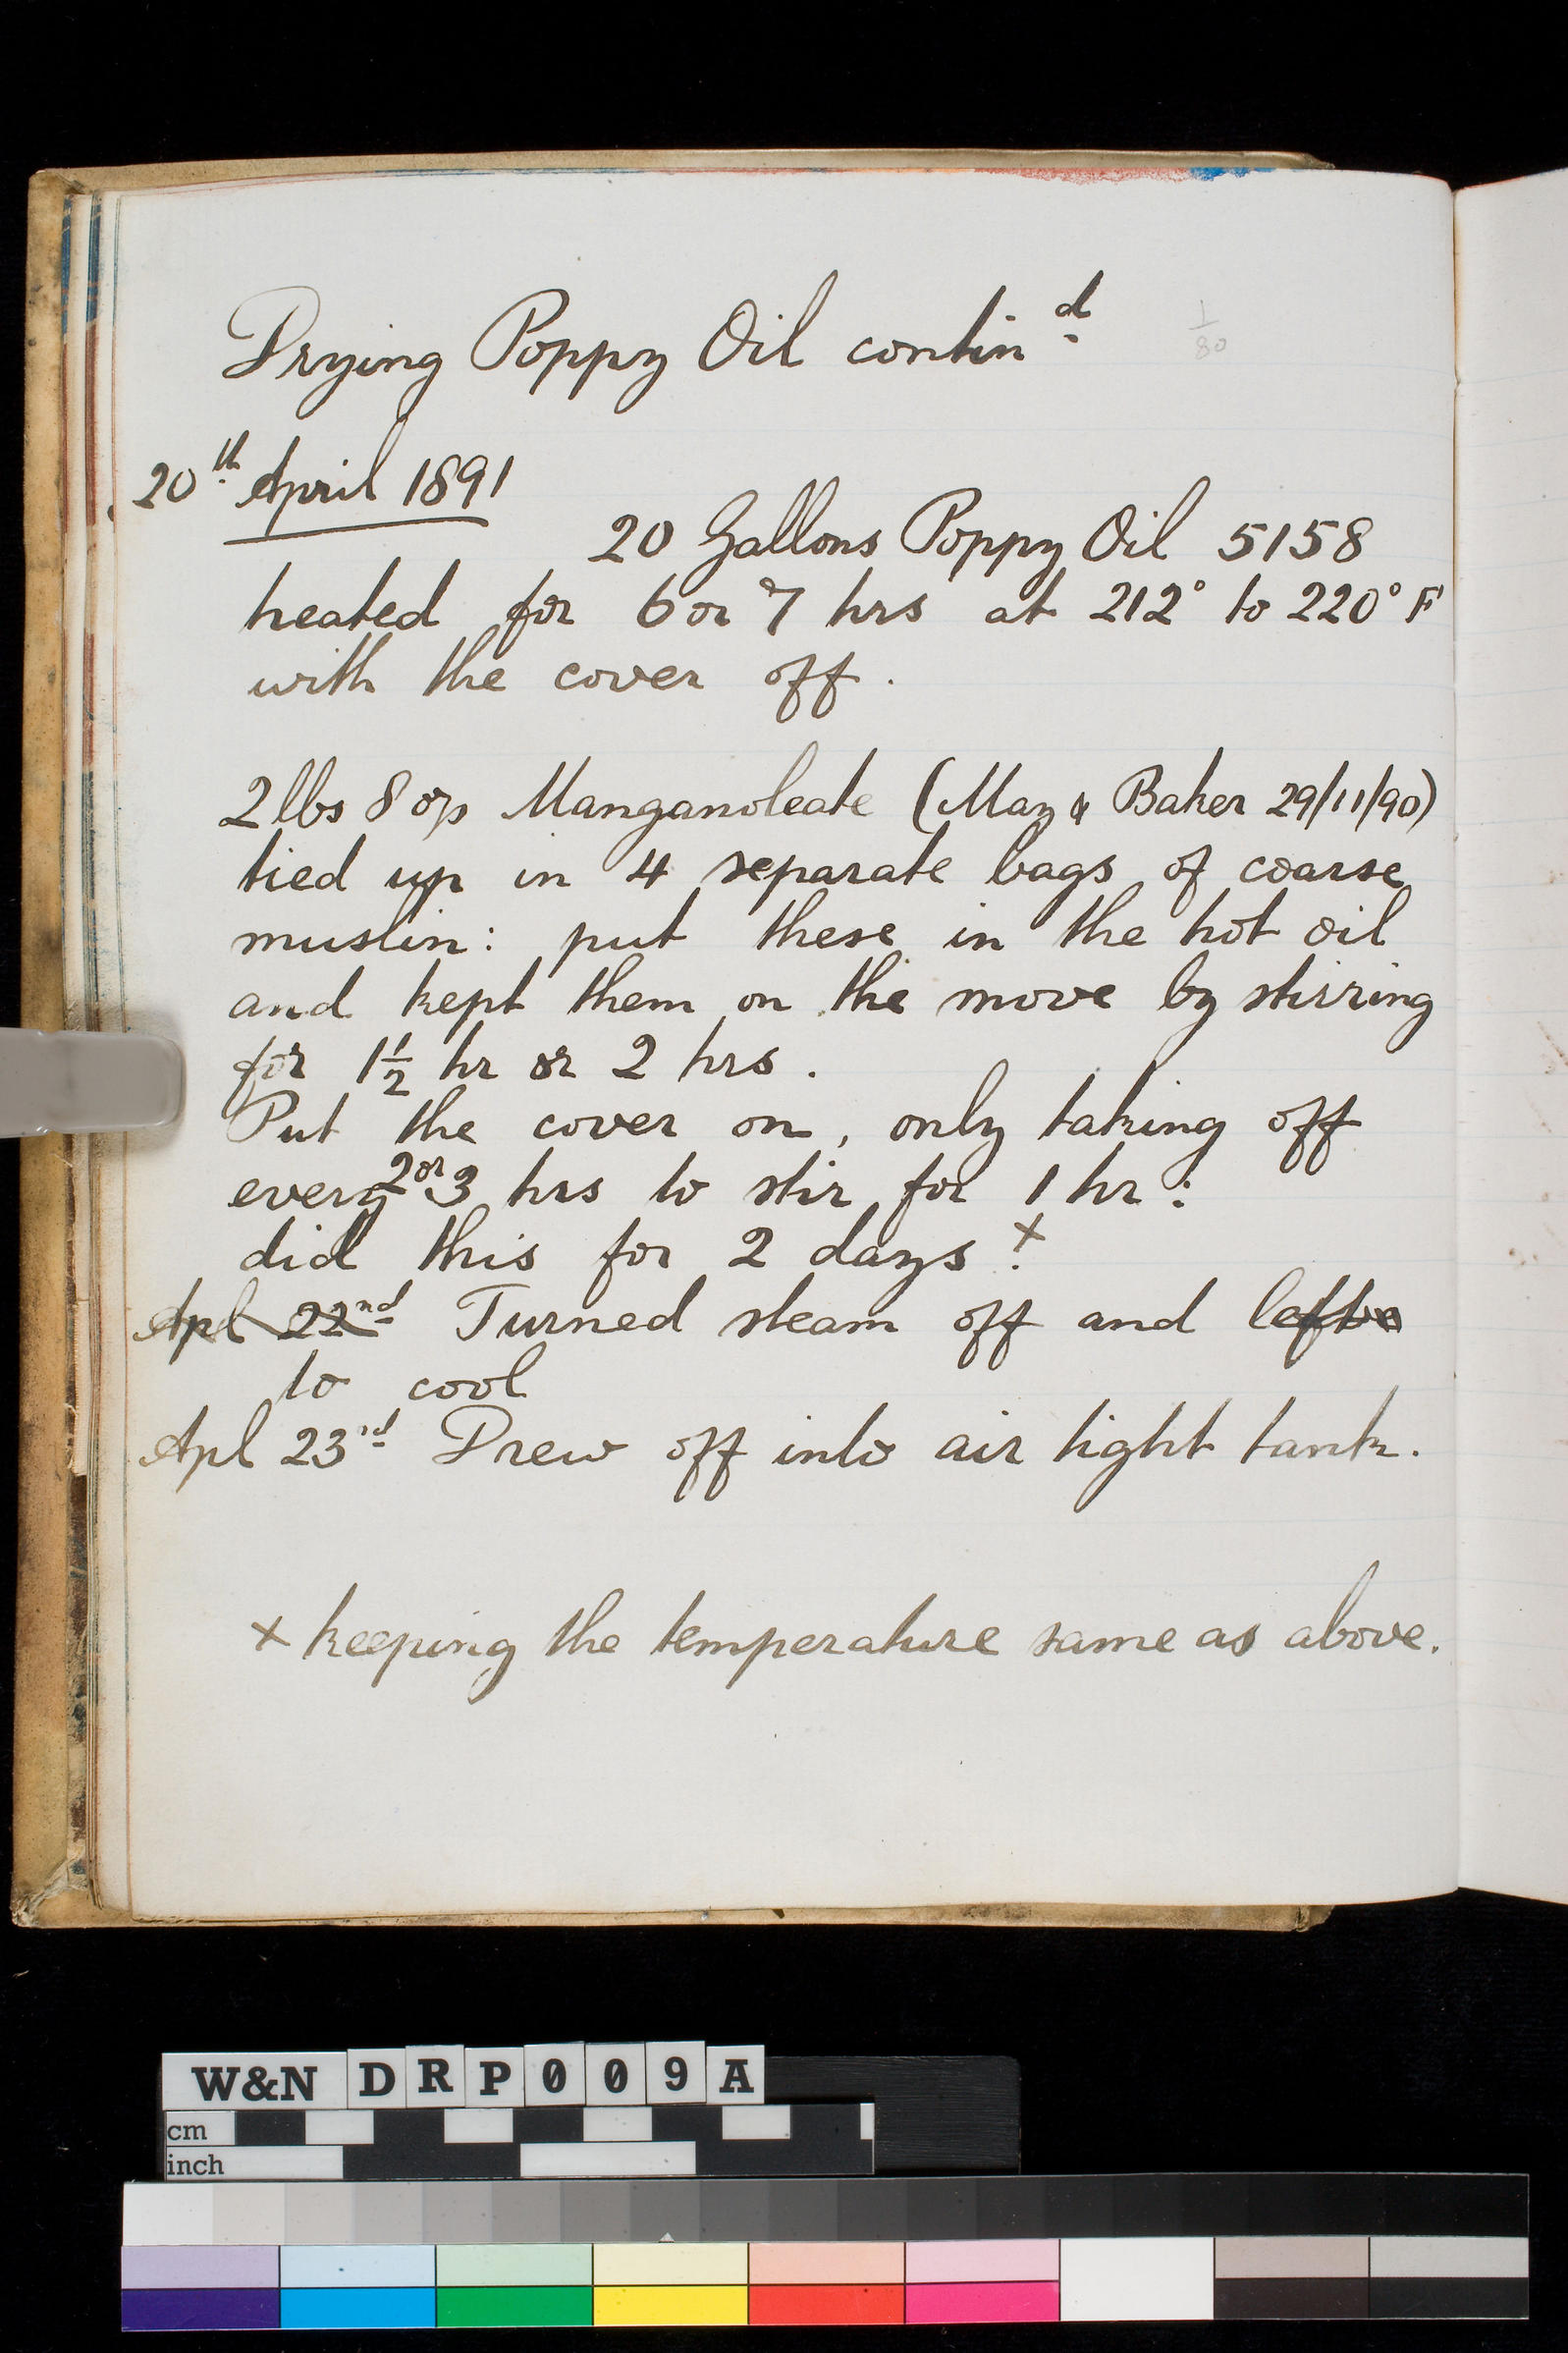 Drying Poppy Oil contin^d
1/80
20th April 1891
20 Gallons Poppy Oil 5158
heated for 6 or 7 hrs at 212° to 220° F
with the cover off.
2 lbs 8 ozs Manganoleate (May & Baker 29/11/90)
tied up in 4 separate bags of coarse
muslin: put these in the hot oil
and kept them on the move by stirring
for 1½ hr or 2 hrs.
Put the cover on, only taking off
every 2 or 3 hrs to stir for 1 hr:
did this for 2 days: x
Apl 22nd Turned steam off and left
to cool
Apl 23rd Drew off into air tight tank.
x keeping the temperature same as above.
W&N DRP009A
cm
inch